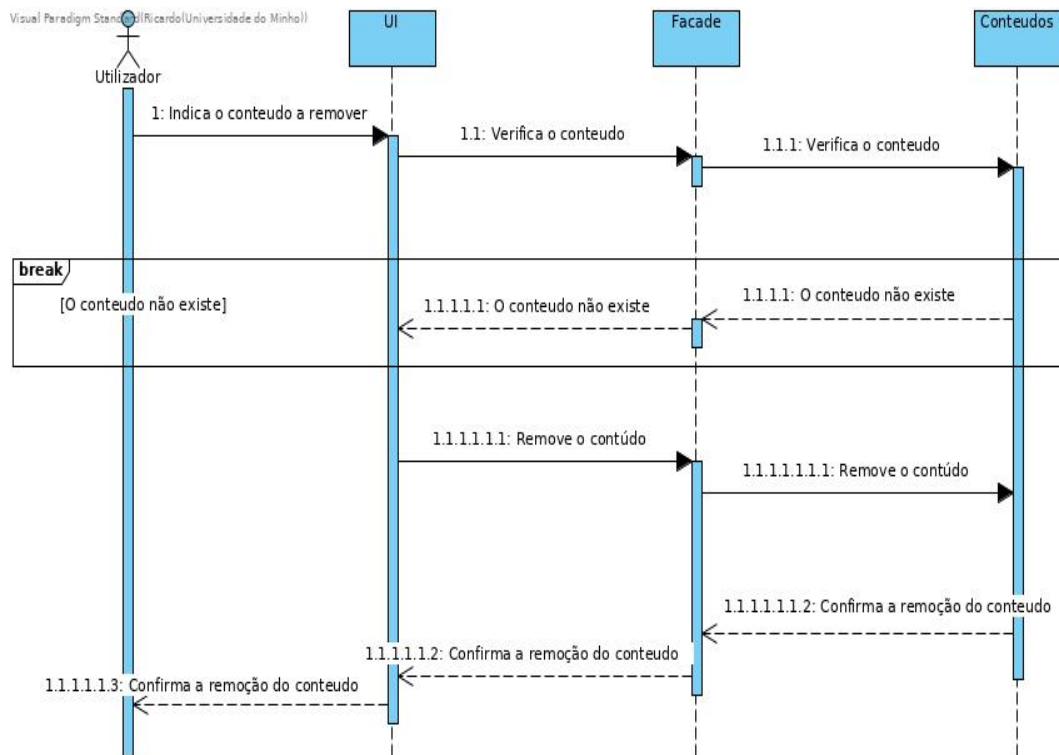 Visual Paradigm Standard(Ricardo(Universidade do Minho))
UI
Facade
Conteudos
Utilizador
1: Indica o conteudo a remover
1.1: Verifica o conteudo
1.1.1: Verifica o conteudo
break
[O conteudo não existe]
1.1.1.1: O conteudo não existe
1.1.1.1.1: O conteudo não existe
1.1.1.1.1.1: Remove o contúdo
1.1.1.1.1.1.1: Remove o contúdo
1.1.1.1.1.1.2: Confirma a remoção do conteudo
1.1.1.1.1.2: Confirma a remoção do conteudo
1.1.1.1.1.3: Confirma a remoção do conteudo